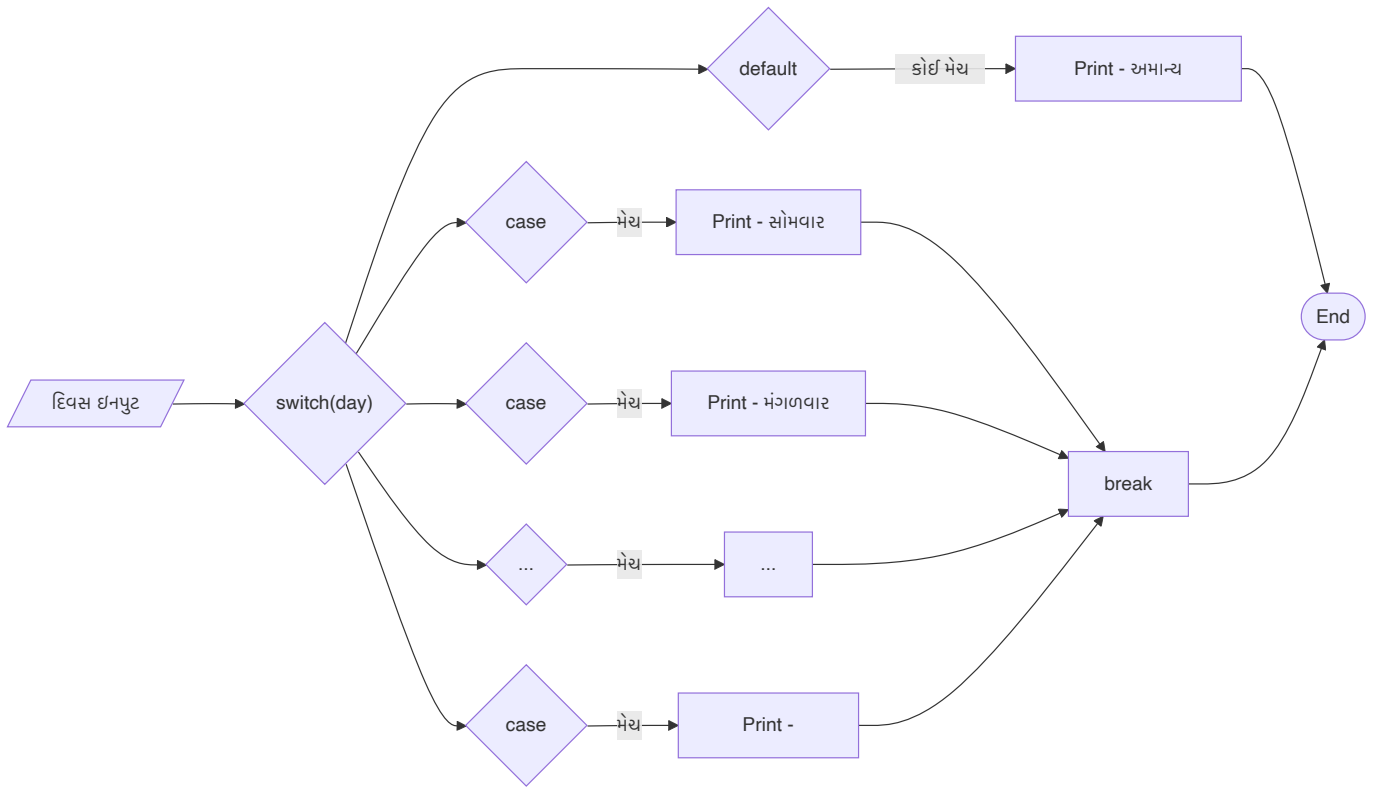 default
કોઈ મેચ
Print - અમાન્ય
case
મેચ
Print - સોમવાર
End
દિવસ ઇનપુટ
switch(day)
case
મેચ
Print - મંગળવાર
break
...
મેચ
...
case
મેચ
Print -